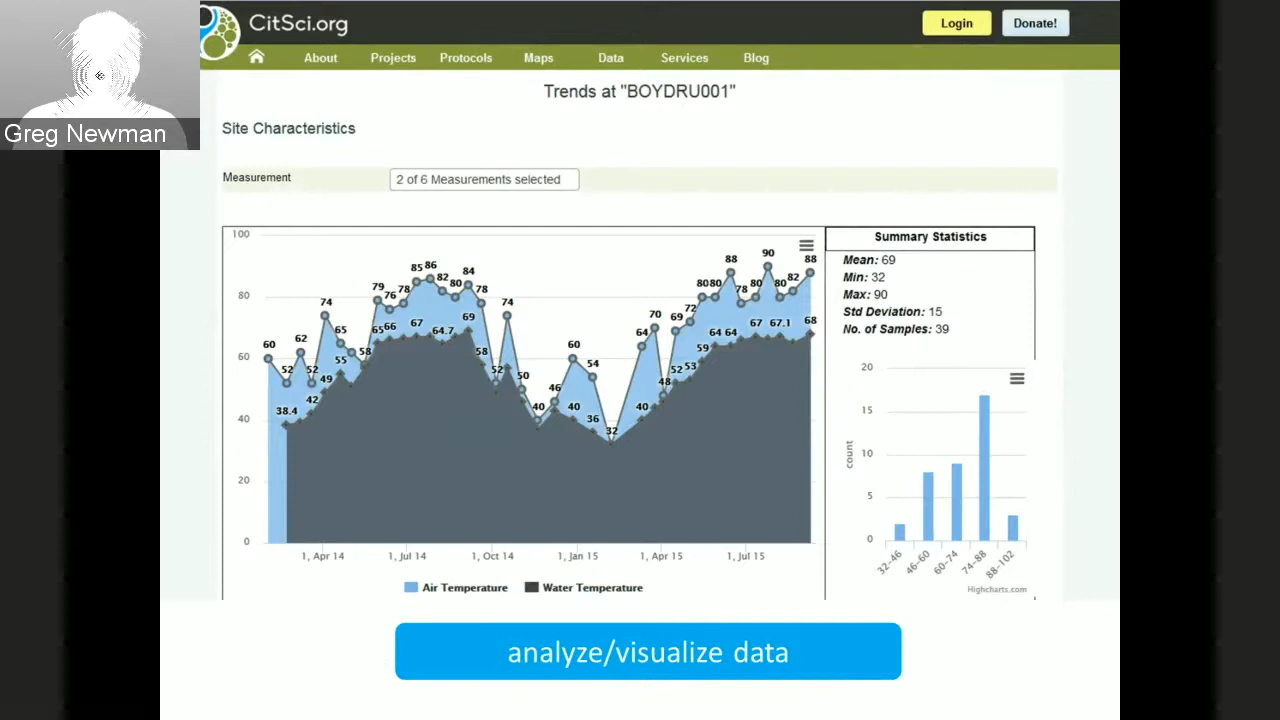 CitSci.org
Login
Donate!
Greg Newman
About Projects Protocols Maps Data Services Blog
Trends at "BOYDRU001"
Site Characteristics
Measurement
2 of 6 Measurements selected
100
80
60
40
20
0
60 52 62 52 74 65 58 79 76 78 85 86 82 80 84 78 52 74 50 40 46 60 54 32 64 70 48 69 72 80 80 88 78 80 90 80 82 88
38.4 42 49 55 65 66 67 64.7 69 58 40 36 40 52 53 59 64 64 67 67.1 68
1, Apr 14 1, Jul 14 1, Oct 14 1, Jan 15 1, Apr 15 1, Jul 15
Air Temperature
Water Temperature
Summary Statistics
Mean: 69
Min: 32
Max: 90
Std Deviation: 15
No. of Samples: 39
20
15
10
5
0
count
32-46 46-60 60-74 74-88 88-102
Highcharts.com
analyze/visualize data